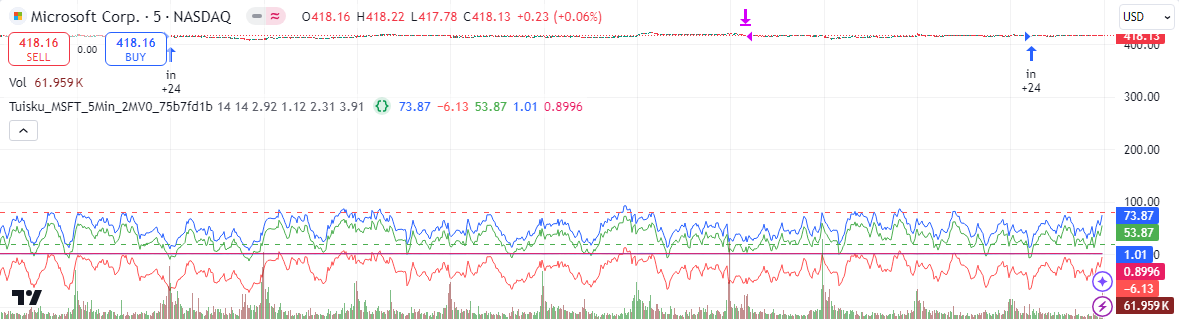 Microsoft Corp. · 5 · NASDAQ O418.16 H418.22 L417.78 C418.13 +0.23 (+0.06%) USD
418.16 SELL 0.00 418.16 BUY
418.13
400.00
in
+24
in
+24
Vol 61.959 K
300.00
Tuisku_MSFT_5Min_2MV0_75b7fd1b 14 14 2.92 1.12 2.31 3.91 {} 73.87 −6.13 53.87 1.01 0.8996
200.00
100.00
73.87
53.87
1.01
0.8996
−6.13
61.959 K